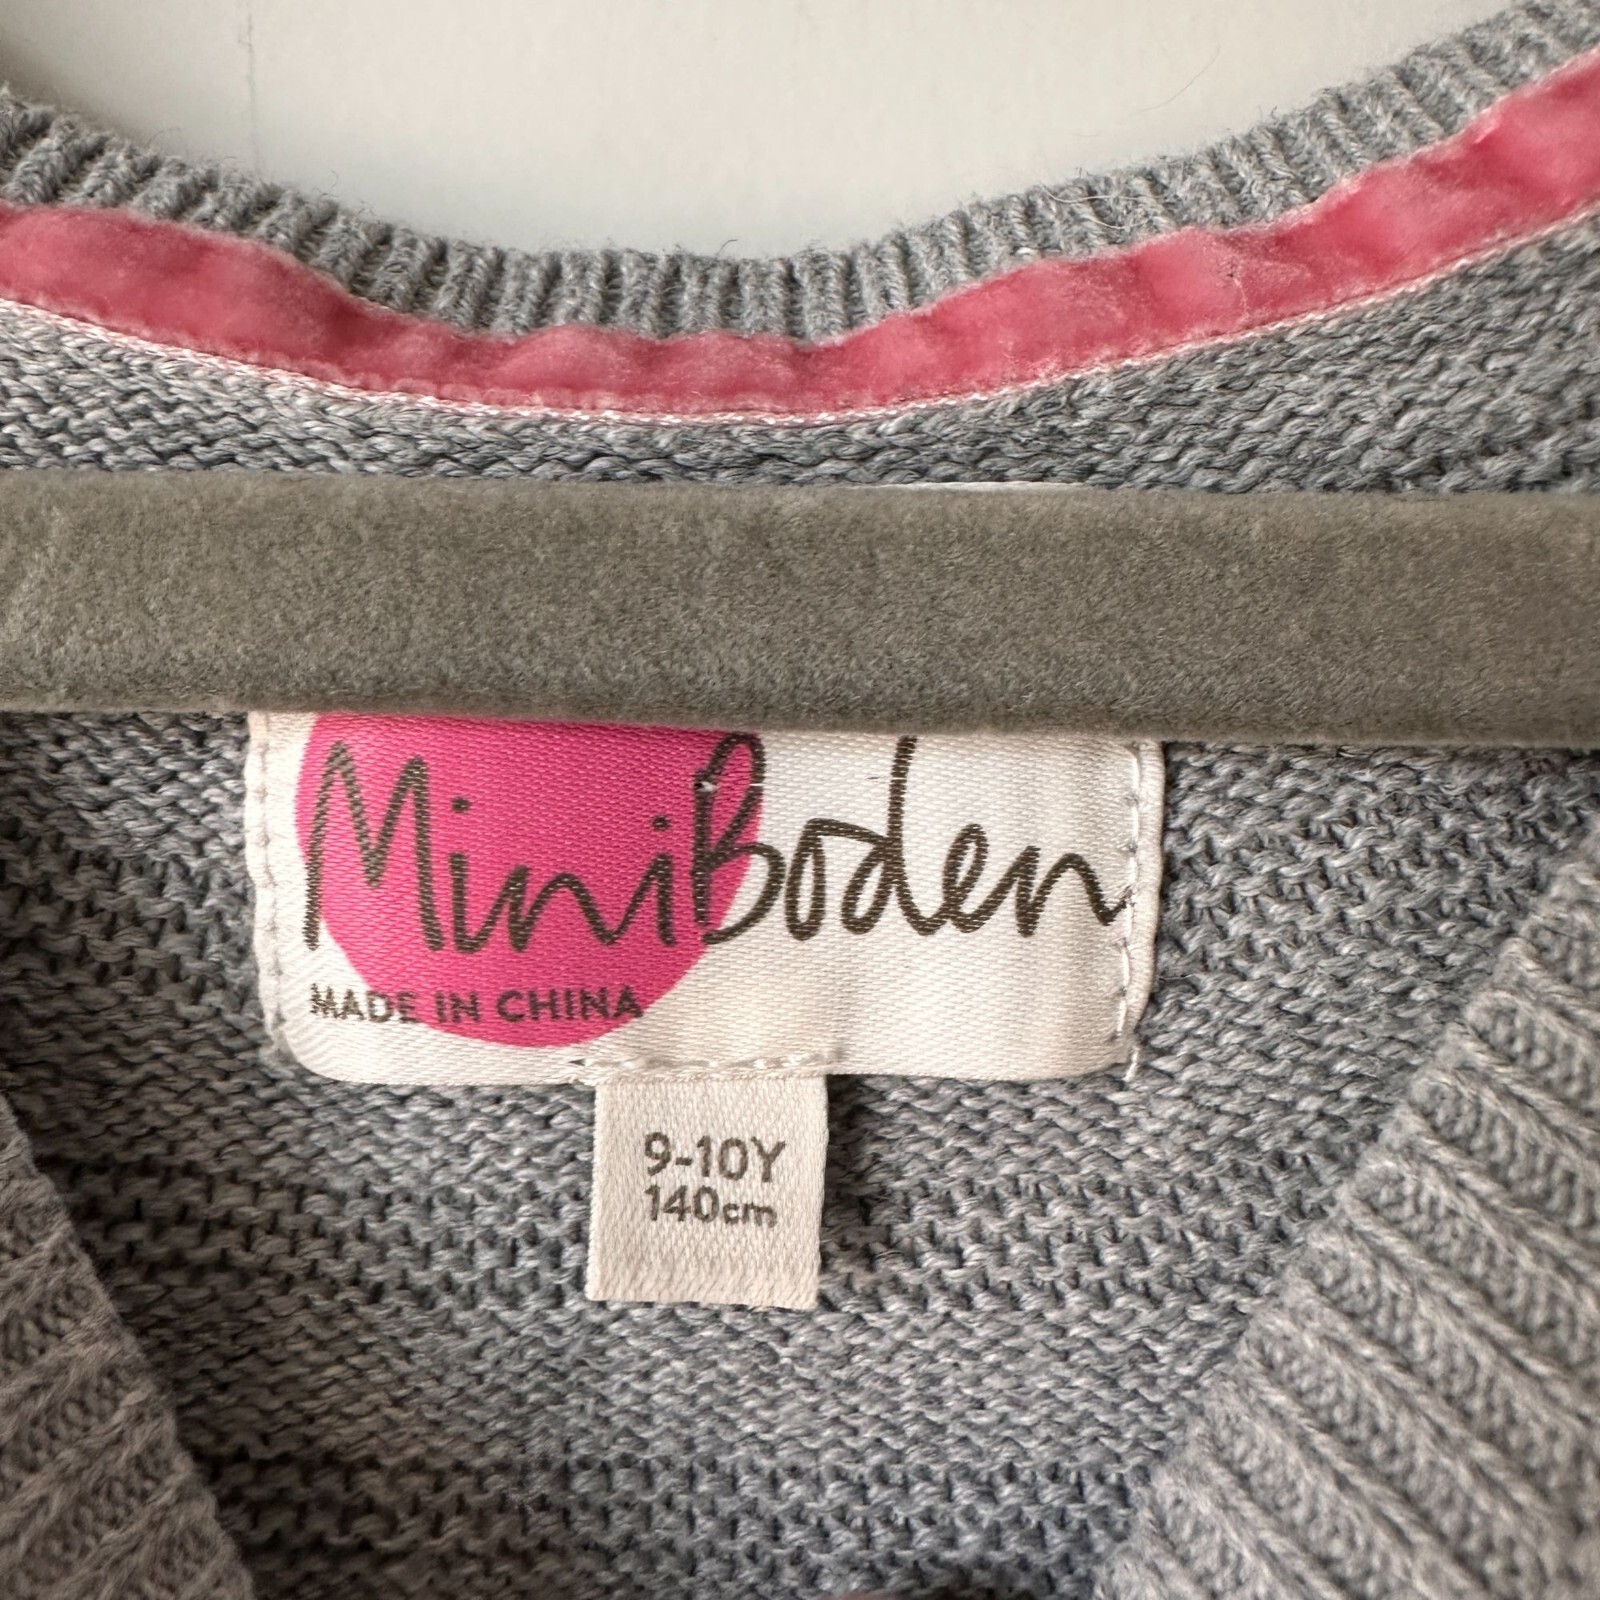 MiniBoden
MADE IN CHINA
9-10Y
140cm